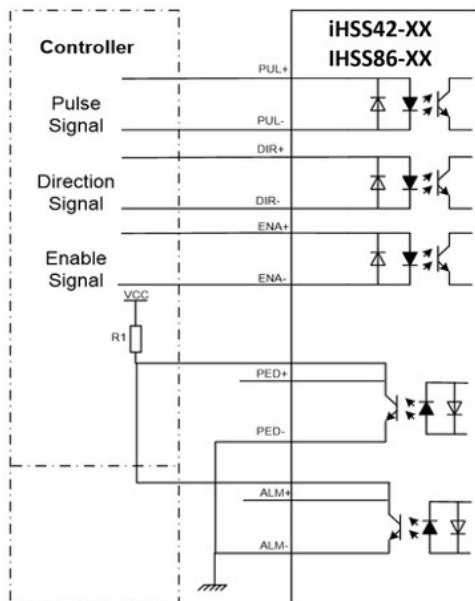 iHSS42-XX
IHSS86-XX
Controller
PUL+
Pulse
Signal
PUL-
DIR+
Direction
Signal
DIR-
ENA+
Enable
Signal
ENA-
VCC
R1
PED+
PED-
ALM+
ALM-